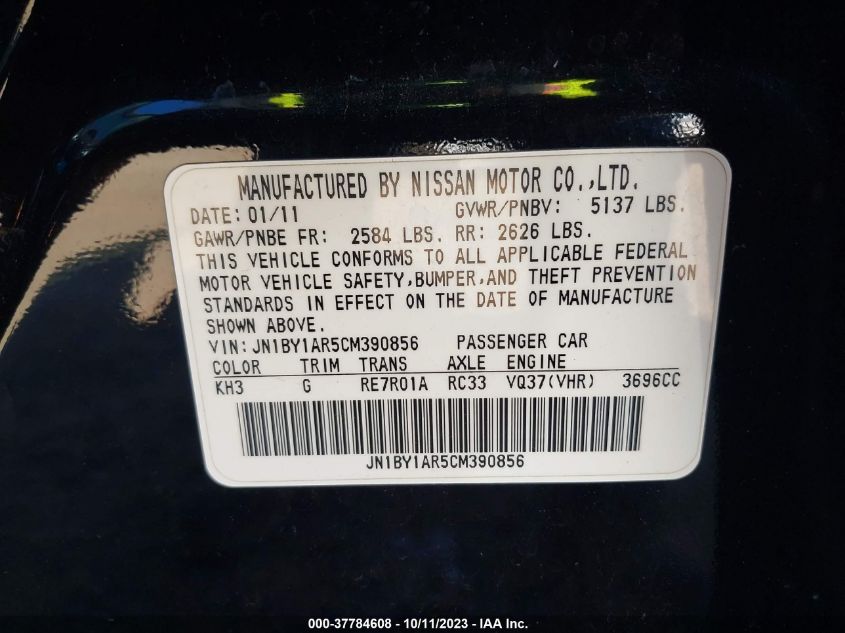 MANUFACTURED BY NISSAN MOTOR CO.,LTD.
DATE: 01/11 GVWR/PNBV: 5137 LBS.
GAWR/PNBE FR: 2584 LBS. RR: 2626 LBS.
THIS VEHICLE CONFORMS TO ALL APPLICABLE FEDERAL
MOTOR VEHICLE SAFETY,BUMPER,AND THEFT PREVENTION
STANDARDS IN EFFECT ON THE DATE OF MANUFACTURE
SHOWN ABOVE.
VIN:JN1BY1AR5CM390856 PASSENGER CAR
COLOR TRIM TRANS AXLE ENGINE
KH3 G RE7R01A RC33 VQ37(VHR) 3696CC
JN1BY1AR5CM390856
000-37784608 - 10/11/2023 - IAA Inc.